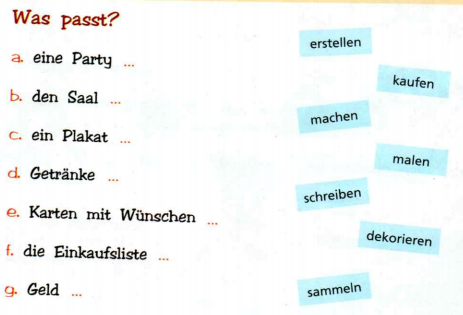 Was passt?
a. eine Party ...
b. den Saal ...
c. ein Plakat ...
d. Getränke ...
e. Karten mit Wünschen ...
f. die Einkaufsliste ...
g. Geld ...
erstellen
kaufen
machen
malen
schreiben
dekorieren
sammeln